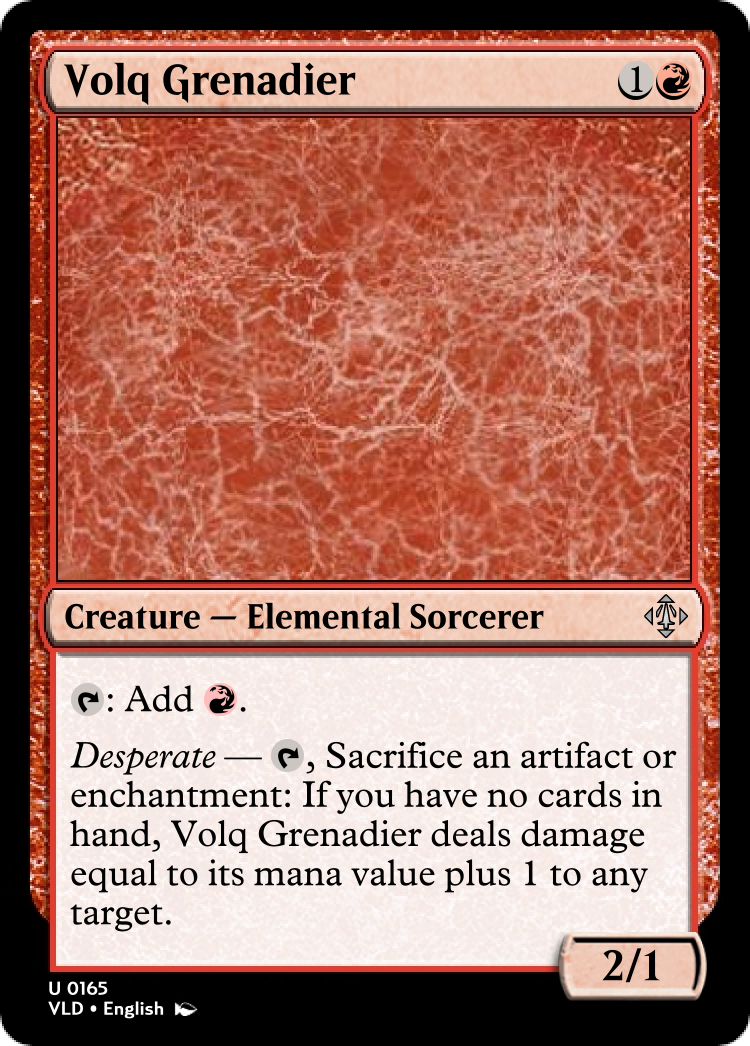 Volq Grenadier 1
Creature — Elemental Sorcerer
: Add .
Desperate — , Sacrifice an artifact or
enchantment: If you have no cards in
hand, Volq Grenadier deals damage
equal to its mana value plus 1 to any
target.
2/1
U 0165
VLD • English